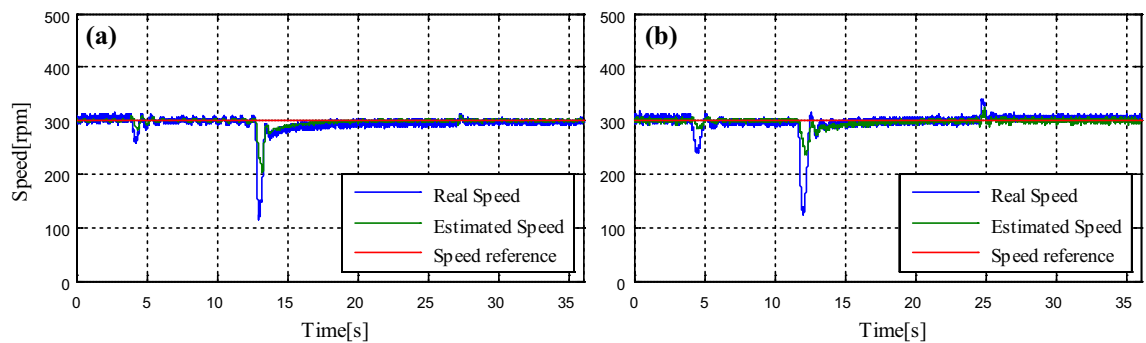 (a)
500
400
300
200
100
0
Speed[rpm]
Real Speed
Estimated Speed
Speed reference
0 5 10 15 20 25 30 35
Time[s]
(b)
500
400
300
200
100
0
Real Speed
Estimated Speed
Speed reference
0 5 10 15 20 25 30 35
Time[s]